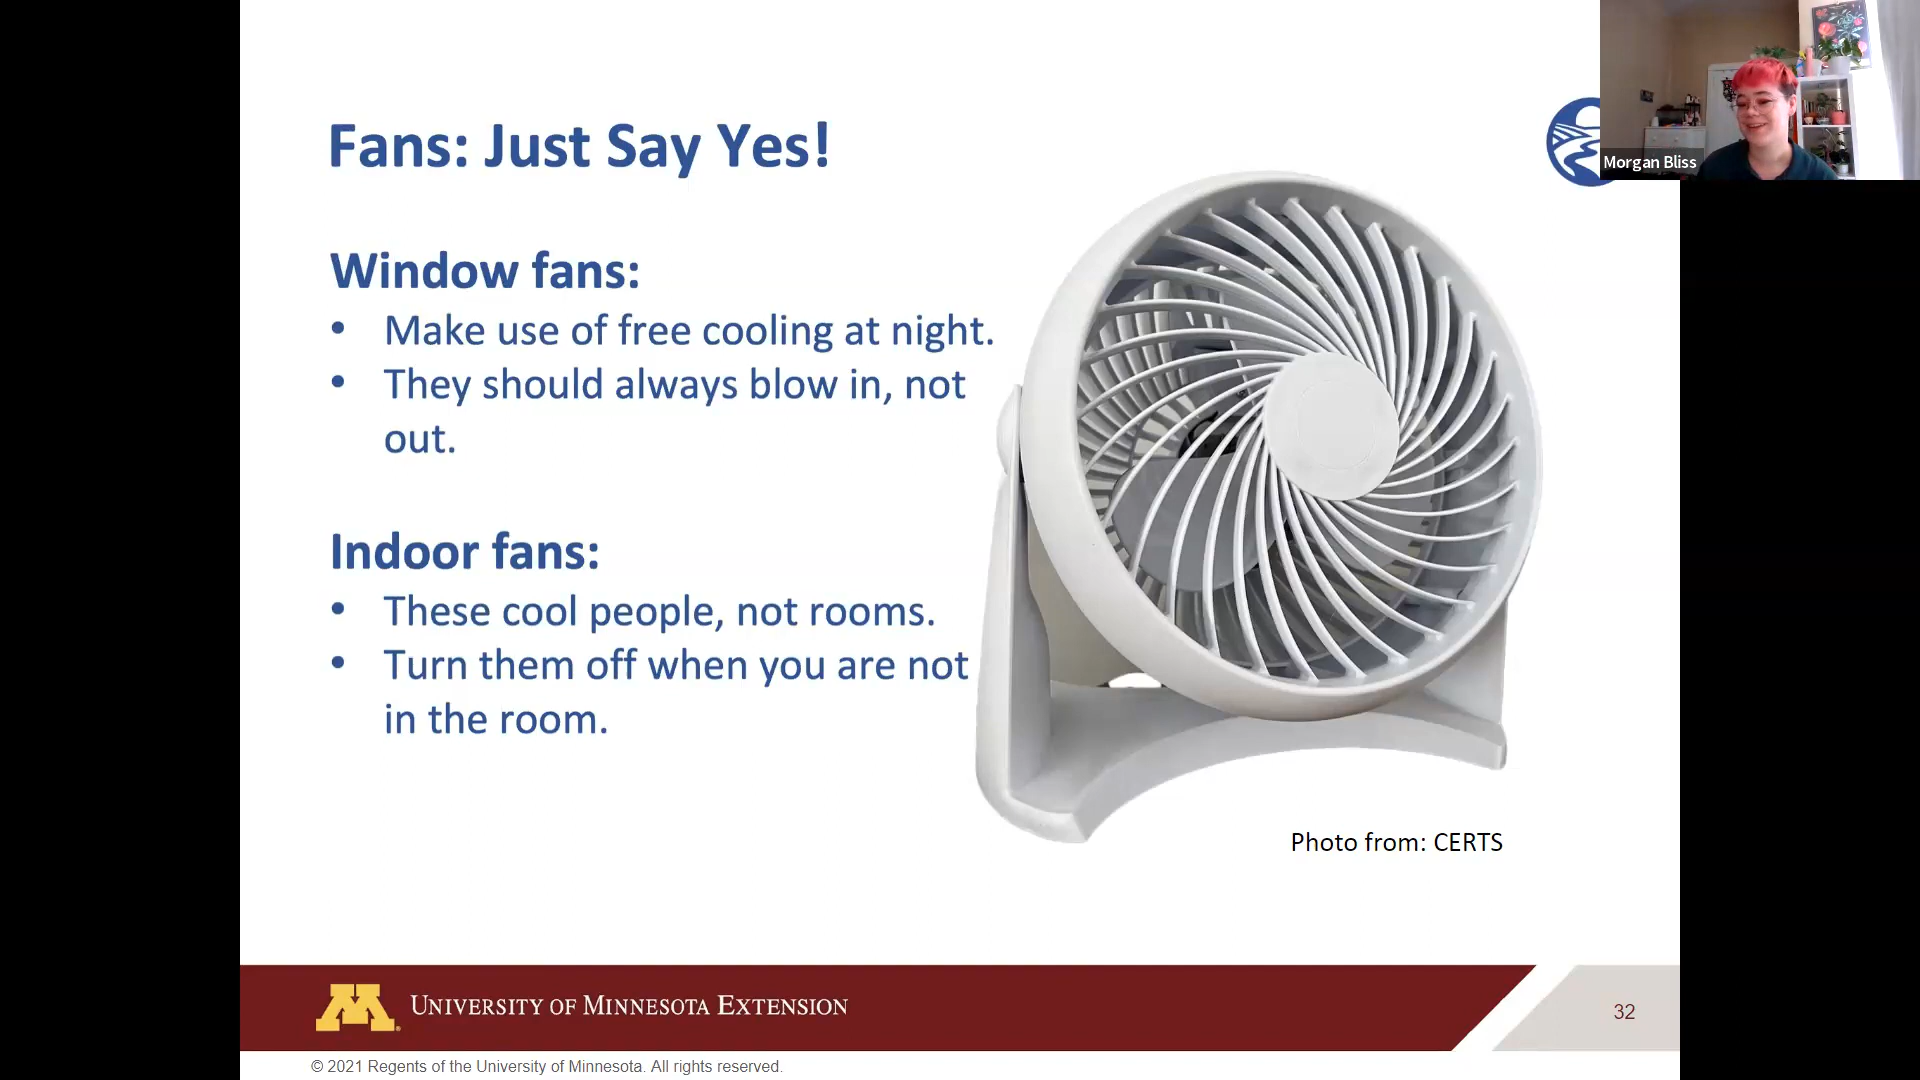 Fans: Just Say Yes!
Morgan Bliss
Window fans:
• Make use of free cooling at night.
• They should always blow in, not
out.
Indoor fans:
• These cool people, not rooms.
• Turn them off when you are not
in the room.
Photo from: CERTS
M
UNIVERSITY OF MINNESOTA EXTENSION
32
© 2021 Regents of the University of Minnesota. All rights reserved.